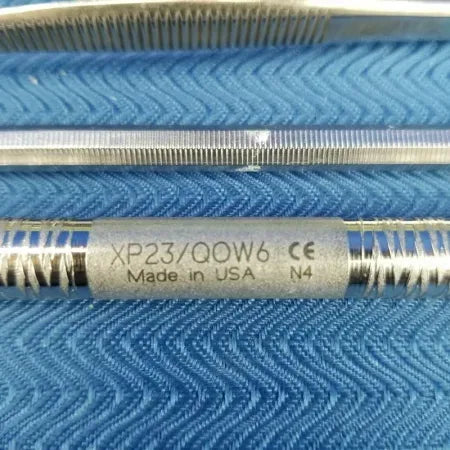 XP23/QOW6 CE
Made in USA N4